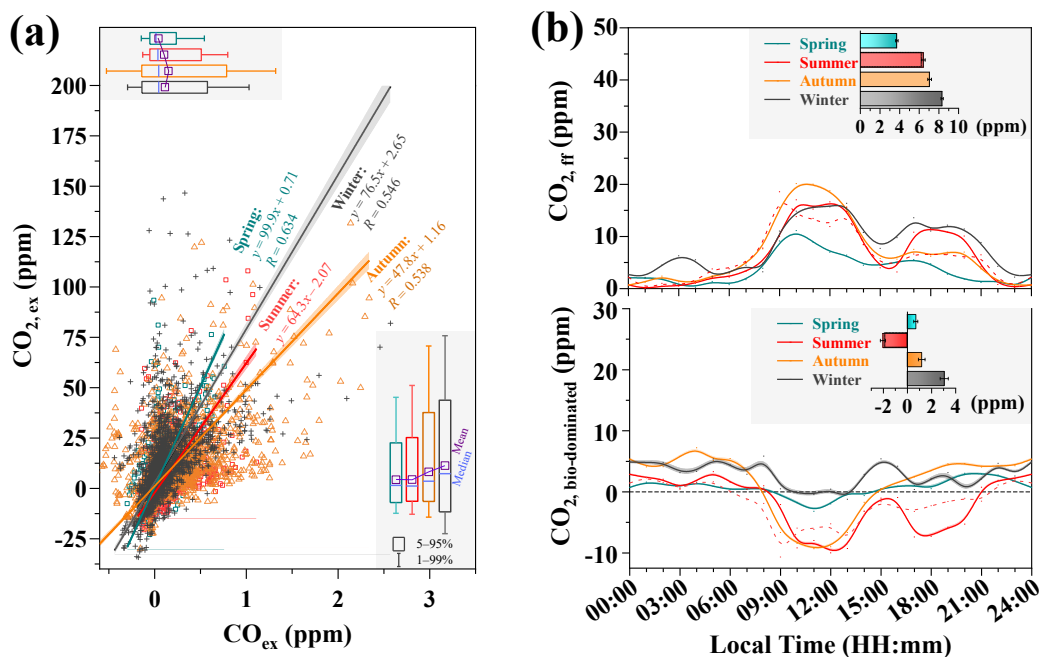 (a)
CO2, ex (ppm)
200
175
150
125
100
75
50
25
0
-25
Spring:
y = 99.9x + 0.71
R = 0.634
Winter:
y = 76.5x + 2.65
R = 0.546
Summer:
y = 64.3x − 2.07
Autumn:
y = 47.8x + 1.16
R = 0.538
Mean
Median
5–95%
1–99%
0 1 2 3
COex (ppm)
(b)
CO2, ff (ppm)
50
40
30
20
10
0
Spring
Summer
Autumn
Winter
0 2 4 6 8 10 (ppm)
CO2, bio-dominated (ppm)
30
20
10
0
-10
Spring
Summer
Autumn
Winter
-2 0 2 4 (ppm)
00:00 03:00 06:00 09:00 12:00 15:00 18:00 21:00 24:00
Local Time (HH:mm)